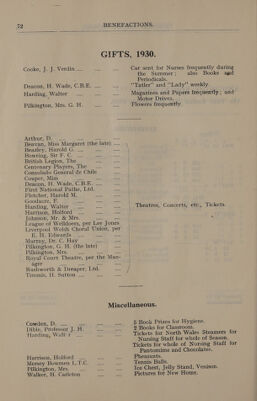 72 BENEFACTIONS.
GIFTS, 1930.
Cooke, J. J. Verdin ... ... ... Car sent for Nurses frequently during
the Summer; also Books and
Periodicals.
Deacon, H. Wade, C.B.E. ... ... "Tatler" and "Lady" weekly
Harding, Walter ... ... ... Magazines and Papers frequently; and
Motor Drives.
Pilkington, Mrs. G. H. ... ... Flowers frequently
Arthur, D.
Beavan, Miss Margaret (the late) ...
Bearley, Harold G. ...
Henning, Sir F. C. ...
British Legion, The ...
Centenary Players, The ...
Consulado General de Chile
Cooper, Miss
Deacon, H. Wade, C.B.E. ...
First National Pathe, Ltd.
Fletcher, Harold M. ...
Goodacre, F.
Harding, Walter ... ... Theatres, Concerts, etc., Tickets.
Harrison, Holford ...
Johnson, Mr. & Mrs.
League of Welldoers, per Lee Jones
Liverpool Welsh Choral Union, per
E. H. Edwards ...
Murray, Dr. C. Hay ...
Pilkington, G. H. (the late) ...
Pilkington, Mrs.
Royal Court Theatre, per the Man-
ager
Rushworth & Dreaper, Ltd.
Tinnish, H. Sutton ...
Miscellaneous.
Cowden, D. ... ... ... 5 Book Prizes for Hygiene.
Dible, Professor J. H. ... ... 2 Books for Classroom.
Harding, Walter ... ... ... Tickets for North Wales Steamers for
Nursing Staff for whole of Season.
Tickets for whole of Nursing Staff for
Pantomime and Chocolates.
Harrison, Holford ... ... Pheasants.
Mersey Bowmen L.T.C. ... ... Tennis Balls.
Pilkington, Mrs. ... ... ... Ice Chest, Jelly Stand, Venison.
Walker, H. Carleton ... ... Pictures for New Home.